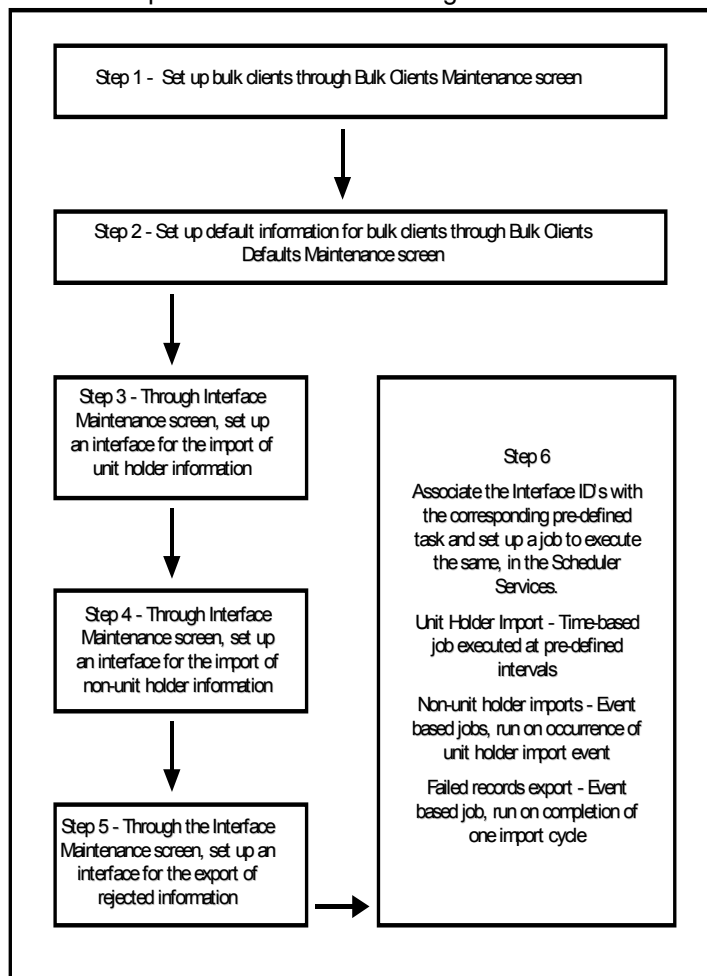 Step 1 - Set up bulk clients through Bulk Clients Maintenance screen
Step 2 - Set up default information for bulk clients through Bulk Clients
Defaults Maintenance screen
Step 3 - Through Interface
Maintenance screen, set up
an interface for the import of
unit holder information
Step 4 - Through Interface
Maintenance screen, set up
an interface for the import of
non-unit holder information
Step 5 - Through the Interface
Maintenance screen, set up an
interface for the export of
rejected information
Step 6
Associate the Interface ID's with
the corresponding pre-defined
task and set up a job to execute
the same, in the Scheduler
Services.
Unit Holder Import - Time-based
job executed at pre-defined
intervals
Non-unit holder imports - Event
based jobs, run on occurrence of
unit holder import event
Failed records export - Event
based job, run on completion of
one import cycle